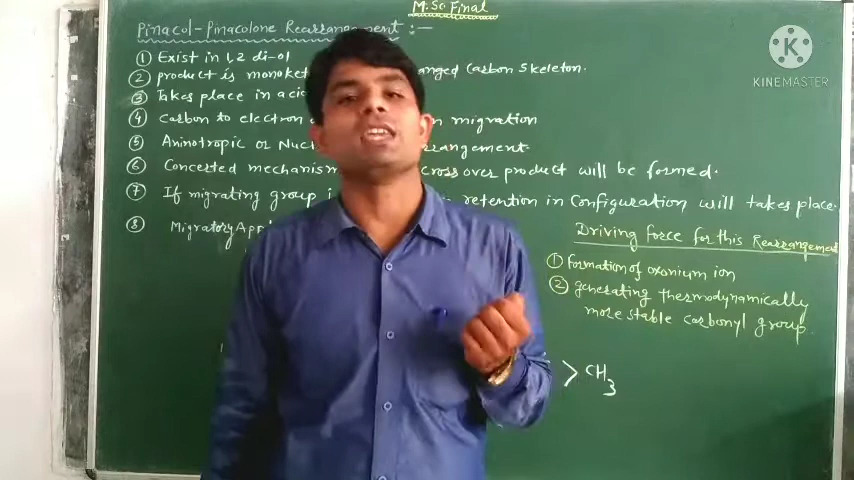 M.Sc Final
Pinacol-Pinacolone Rearrangement :-
① Exist in 1,2 di-ol
② product is monoket anged Carbon Skeleton.
③ Takes place in aci
④ Carbon to electron n migration
⑤ Aninotropic or Nuc rrangement.
⑥ Concerted mechanism cross over product will be formed.
⑦ If migrating group i retention in Configuration will takes place.
⑧ Migratory App
Driving force for this Rearrangement
① formation of oxonium ion
② generating thermodynamically
more stable carbonyl group.
> CH3
K
KINEMASTER